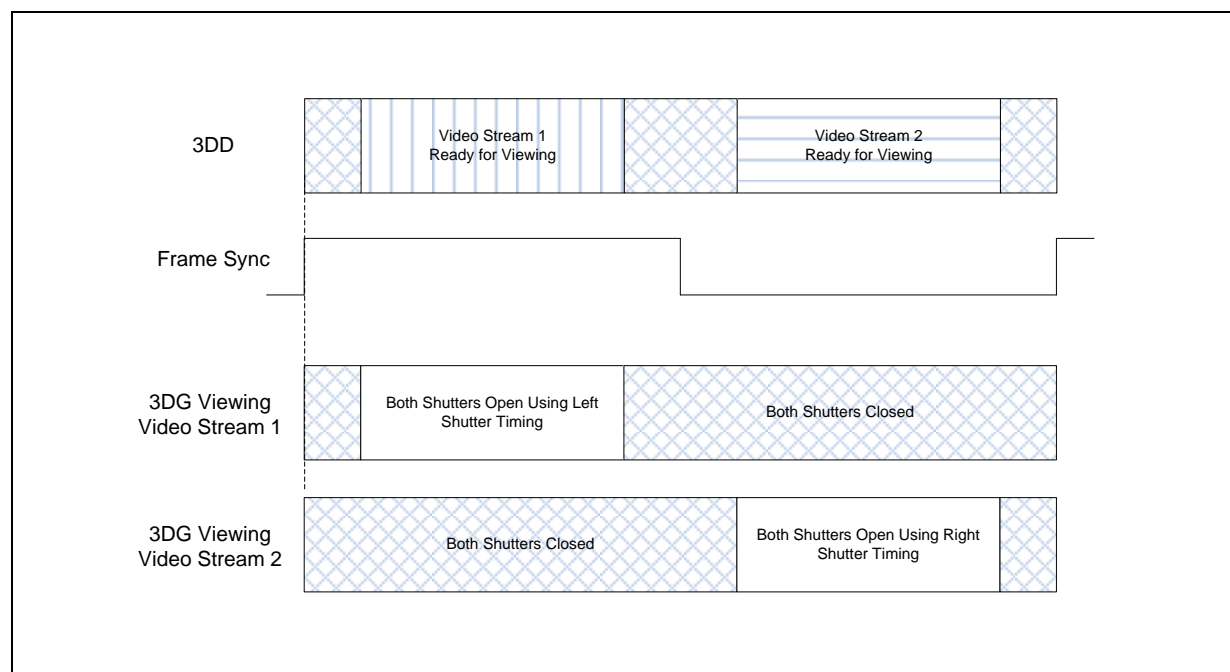 3DD
Video Stream 1
Ready for Viewing
Video Stream 2
Ready for Viewing
Frame Sync
3DG Viewing
Video Stream 1
Both Shutters Open Using Left
Shutter Timing
Both Shutters Closed
3DG Viewing
Video Stream 2
Both Shutters Closed
Both Shutters Open Using Right
Shutter Timing